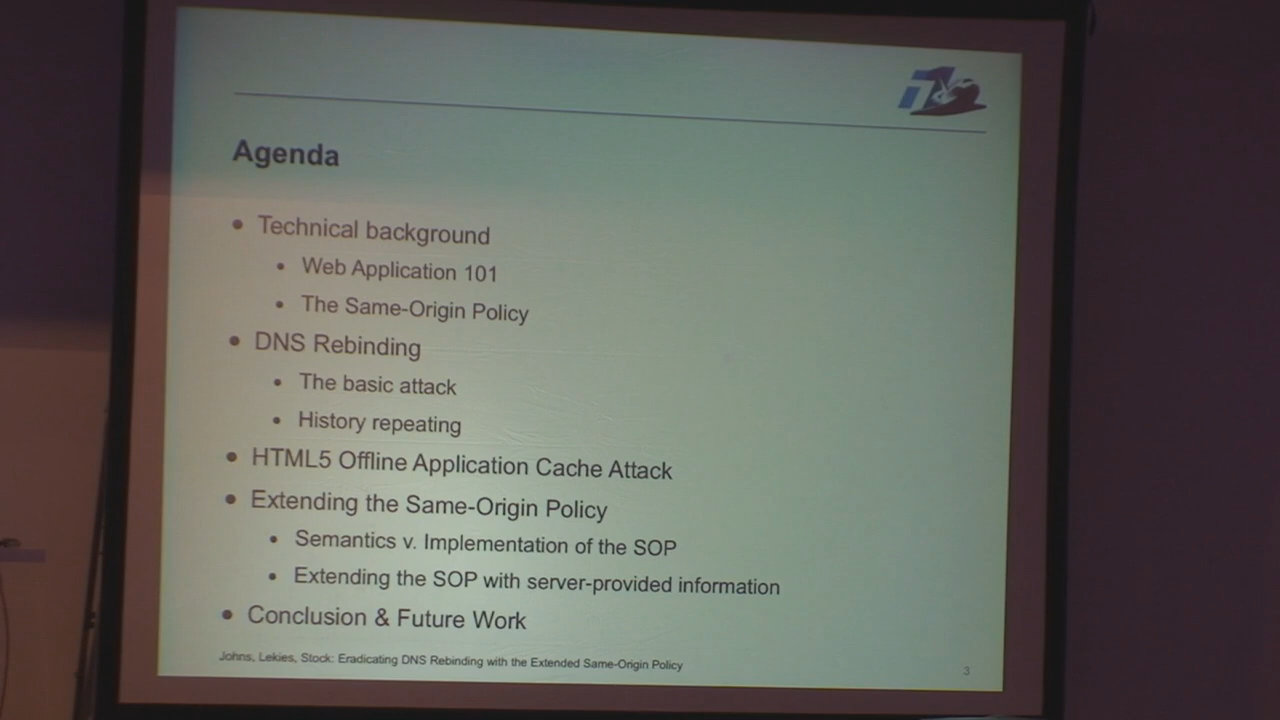 Agenda
• Technical background
• Web Application 101
• The Same-Origin Policy
• DNS Rebinding
• The basic attack
• History repeating
• HTML5 Offline Application Cache Attack
• Extending the Same-Origin Policy
• Semantics v. Implementation of the SOP
• Extending the SOP with server-provided information
• Conclusion & Future Work
Johns, Lekies, Stock: Eradicating DNS Rebinding with the Extended Same-Origin Policy
3